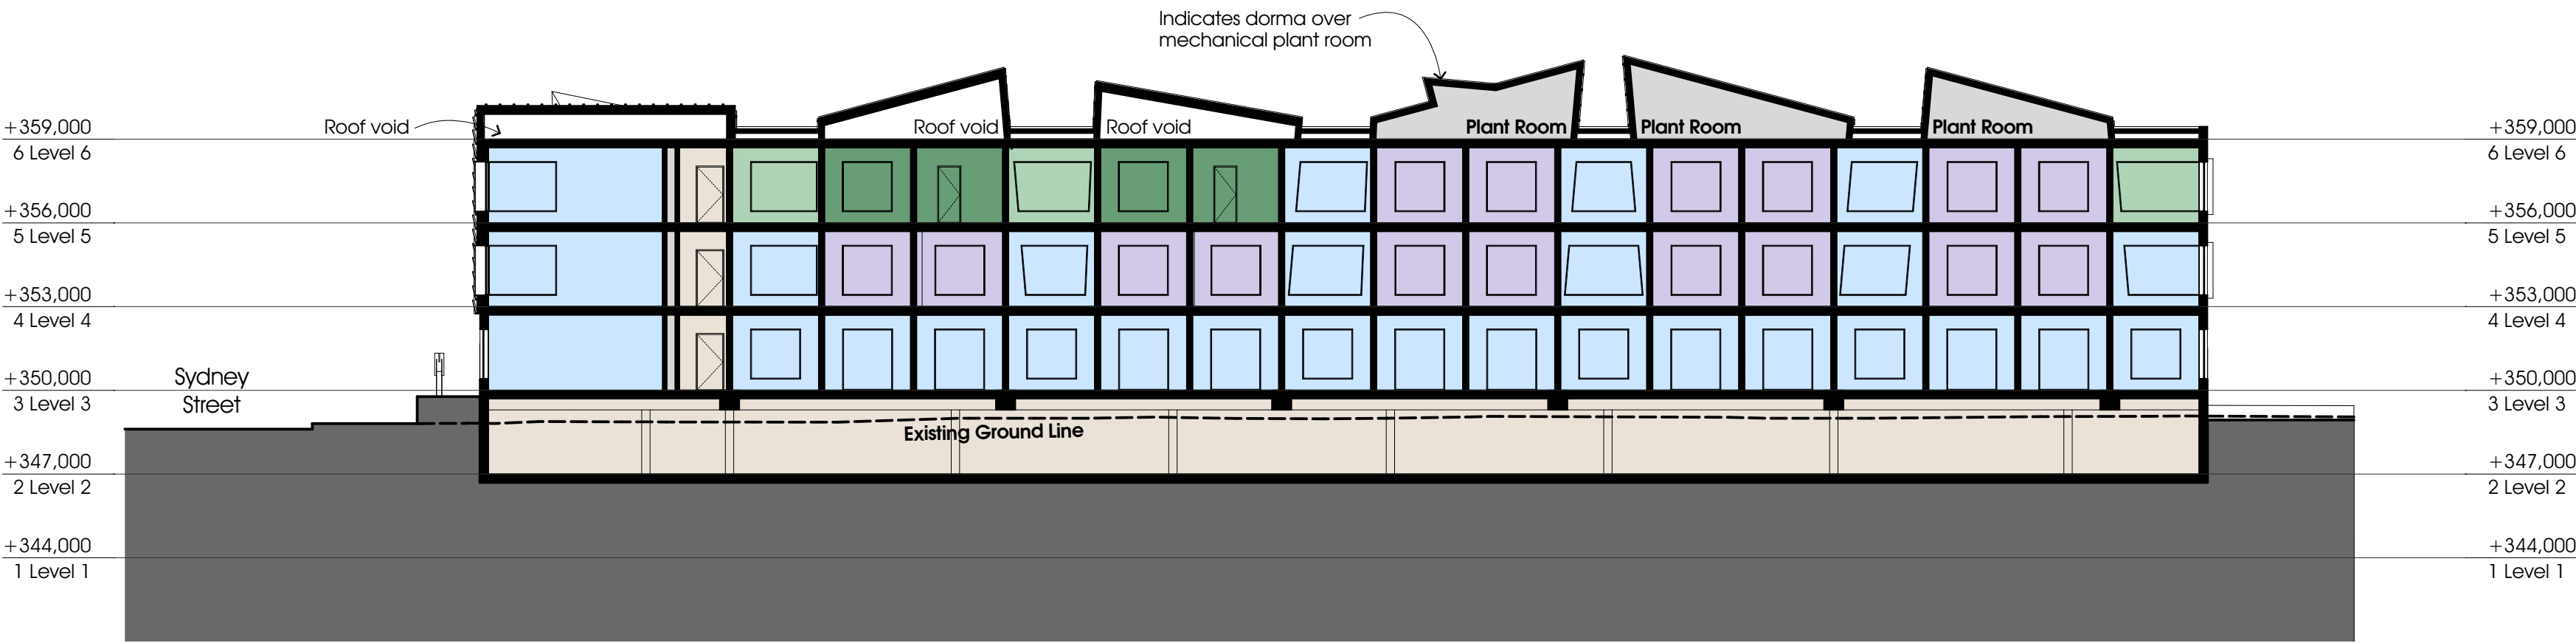 Indicates dorma over
mechanical plant room
Roof void
Roof void
Roof void
Plant Room
Plant Room
Plant Room
+359,000
6 Level 6
+359,000
6 Level 6
+356,000
5 Level 5
+356,000
5 Level 5
+353,000
4 Level 4
+353,000
4 Level 4
Sydney
Street
+350,000
3 Level 3
+350,000
3 Level 3
Existing Ground Line
+347,000
2 Level 2
+347,000
2 Level 2
+344,000
1 Level 1
+344,000
1 Level 1